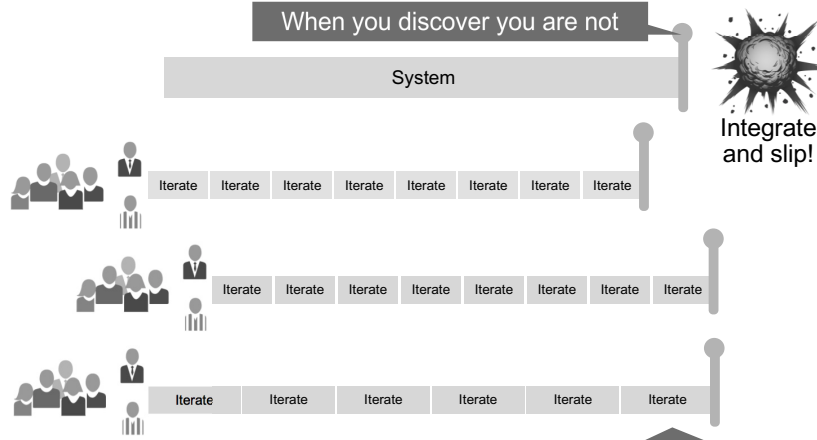 When you discover you are not
System
Integrate
and slip!
Iterate Iterate Iterate Iterate Iterate Iterate Iterate Iterate
Iterate Iterate Iterate Iterate Iterate Iterate Iterate Iterate
Iterate Iterate Iterate Iterate Iterate Iterate